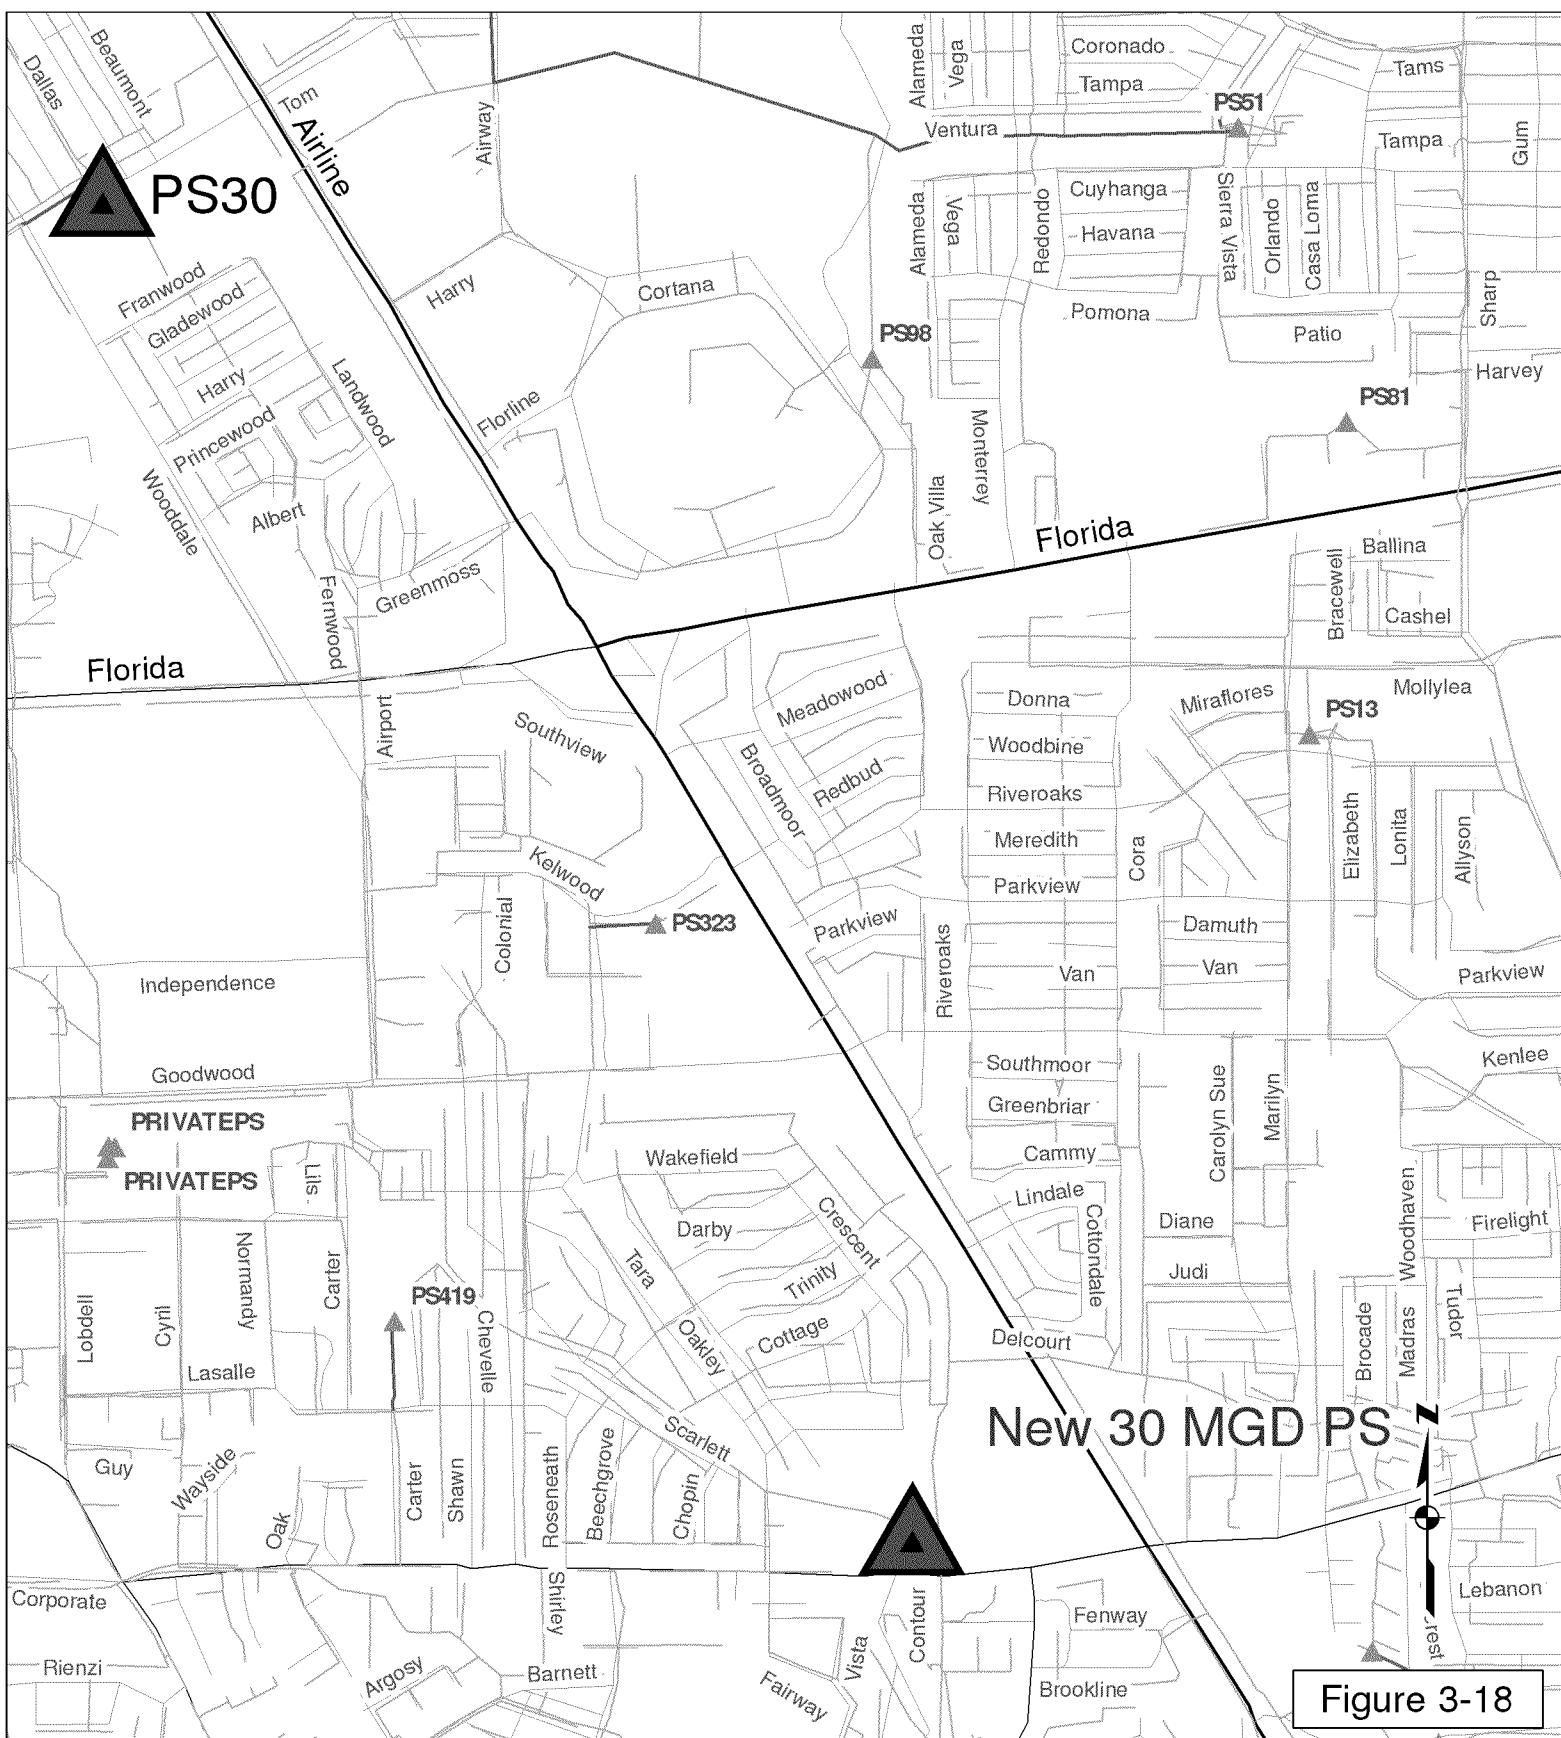 Dallas
Beaumont
Tom
Airline
Airway
Alameda
Vega
Coronado
Tampa
Tams
PS51
Ventura
Tampa
Gum
PS30
Cuyhanga
Redondo
Alameda
Vega
Havana
Sierra Vista
Orlando
Casa Loma
Franwood
Gladewood
Harry
Harry
Cortana
Pomona
Patio
Sharp
PS98
Harvey
Landwood
Princewood
Florline
PS81
Monterrey
Wooddale
Albert
Oak Villa
Florida
Ballina
Bracewell
Cashel
Greenmoss
Fernwood
Florida
Meadowood
Donna
Miraflores
Mollylea
PS13
Airport
Southview
Woodbine
Broadmoor
Redbud
Riveroaks
Meredith
Cora
Elizabeth
Lonita
Allyson
Kelwood
Parkview
Colonial
PS323
Parkview
Riveroaks
Damuth
Van
Van
Parkview
Independence
Goodwood
Southmoor
Kenlee
Greenbriar
Carolyn Sue
Marilyn
PRIVATEPS
PRIVATEPS
Lils
Wakefield
Cammy
Lindale
Cottondale
Diane
Woodhaven
Firelight
Darby
Crescent
Normandy
Carter
Tara
Trinity
Judi
PS419
Lobdell
Cyril
Chevelle
Oakley
Cottage
Delcourt
Brocade
Madras
Tudor
Lasalle
New 30 MGD PS
N
Scarlett
Guy
Wayside
Oak
Carter
Shawn
Roseneath
Beechgrove
Chopin
Corporate
Shirley
Contour
Fenway
Lebanon
rest
Rienzi
Argosy
Barnett
Vista
Fairway
Brookline
Figure 3-18